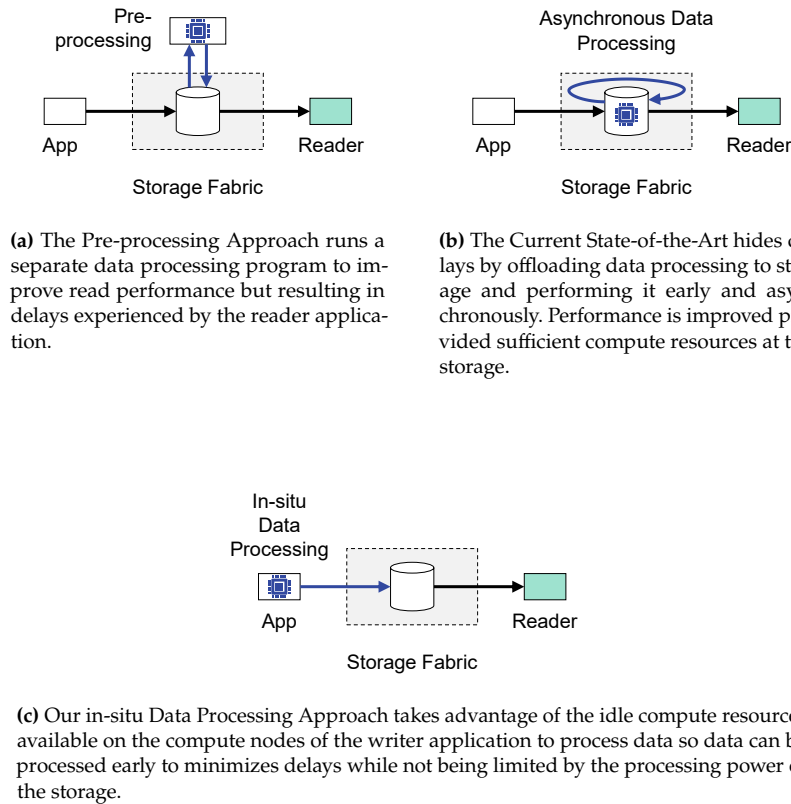 Pre-
processing
App
Reader
Storage Fabric
(a) The Pre-processing Approach runs a
separate data processing program to im-
prove read performance but resulting in
delays experienced by the reader applica-
tion.
Asynchronous Data
Processing
App
Reader
Storage Fabric
(b) The Current State-of-the-Art hides
lays by offloading data processing to st
age and performing it early and asy
chronously. Performance is improved p
vided sufficient compute resources at t
storage.
In-situ
Data
Processing
App
Reader
Storage Fabric
(c) Our in-situ Data Processing Approach takes advantage of the idle compute resourc
available on the compute nodes of the writer application to process data so data can b
processed early to minimizes delays while not being limited by the processing power
the storage.